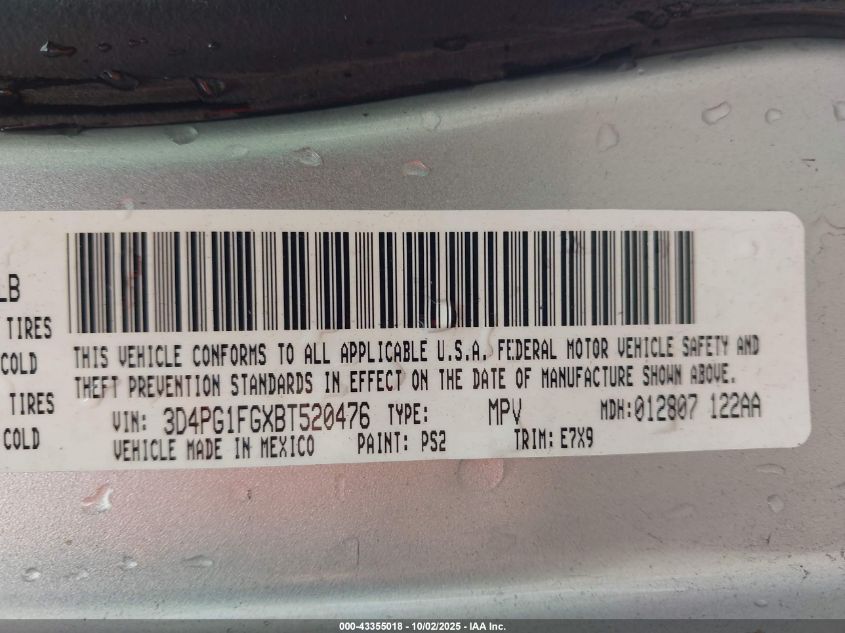 LB
TIRES
COLD
TIRES
COLD
THIS VEHICLE CONFORMS TO ALL APPLICABLE U.S.A. FEDERAL MOTOR VEHICLE SAFETY AND
THEFT PREVENTION STANDARDS IN EFFECT ON THE DATE OF MANUFACTURE SHOWN ABOVE.
VIN: 3D4PG1FGXBT520476 TYPE: MPV MDH:012807 122AA
VEHICLE MADE IN MEXICO PAINT: PS2 TRIM: E7X9
000-43355018 - 10/02/2025 - IAA Inc.